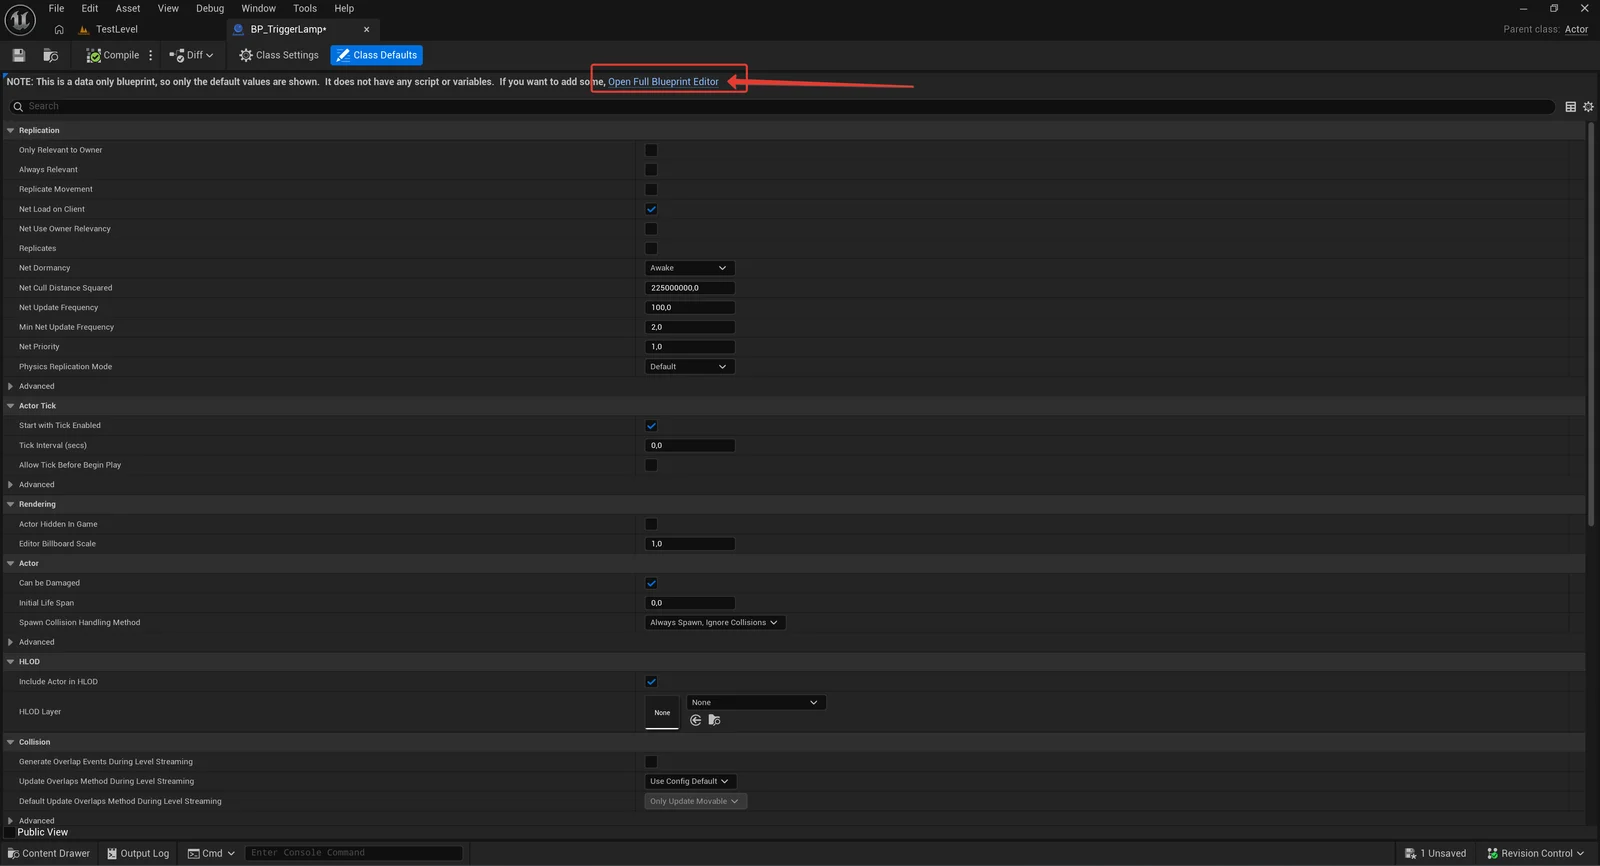 File Edit Asset View Debug Window Tools Help
TestLevel BP_TriggerLamp* Parent class: Actor
Compile Diff Class Settings Class Defaults
NOTE: This is a data only blueprint, so only the default values are shown. It does not have any script or variables. If you want to add some, Open Full Blueprint Editor
Search
Replication
Only Relevant to Owner
Always Relevant
Replicate Movement
Net Load on Client
Net Use Owner Relevancy
Replicates
Net Dormancy Awake
Net Cull Distance Squared 225000000,0
Net Update Frequency 100,0
Min Net Update Frequency 2,0
Net Priority 1,0
Physics Replication Mode Default
Advanced
Actor Tick
Start with Tick Enabled
Tick Interval (secs) 0,0
Allow Tick Before Begin Play
Advanced
Rendering
Actor Hidden In Game
Editor Billboard Scale 1,0
Actor
Can be Damaged
Initial Life Span 0,0
Spawn Collision Handling Method Always Spawn, Ignore Collisions
Advanced
HLOD
Include Actor in HLOD
HLOD Layer None None
Collision
Generate Overlap Events During Level Streaming
Update Overlaps Method During Level Streaming Use Config Default
Default Update Overlaps Method During Level Streaming Only Update Movable
Advanced
Public View
Content Drawer Output Log Cmd Enter Console Command 1 Unsaved Revision Control